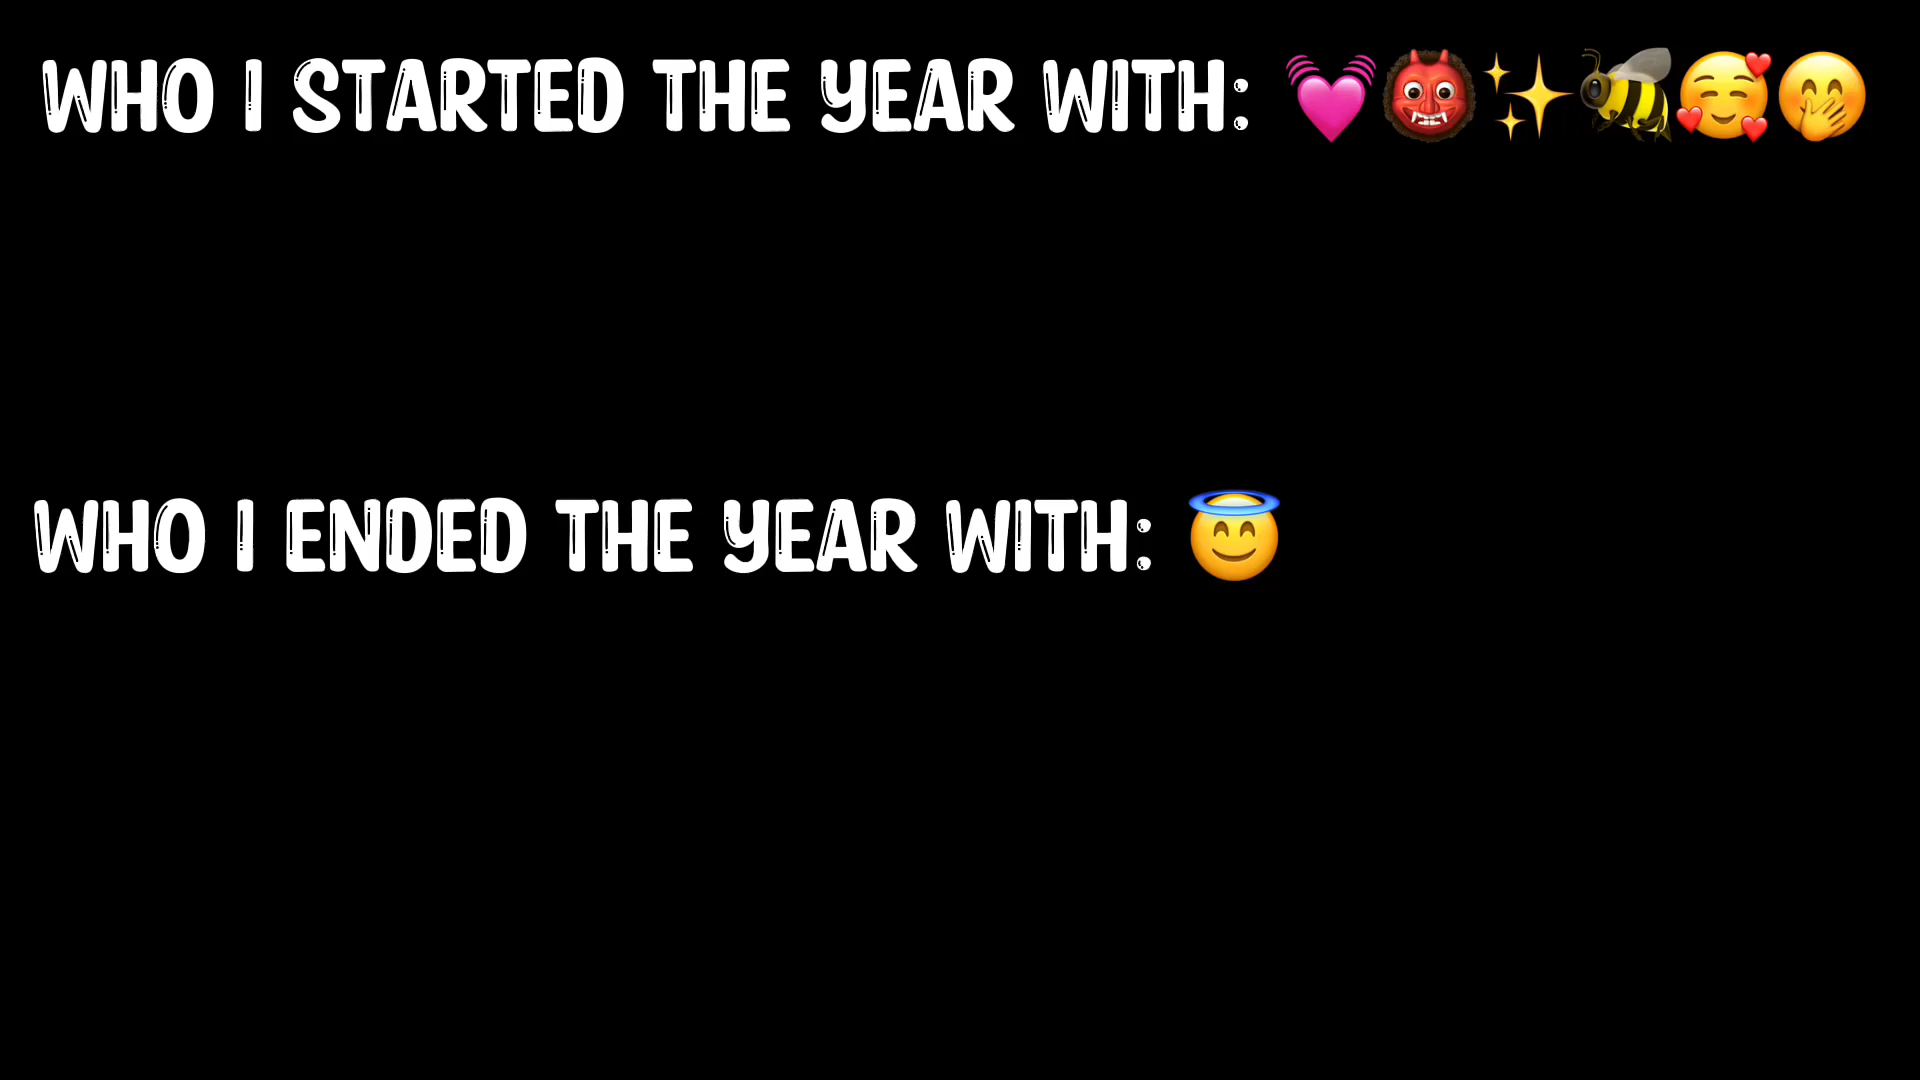 WHO I STARTED THE YEAR WITH: 💓👹✨🐝🥰🤭
WHO I ENDED THE YEAR WITH: 😇